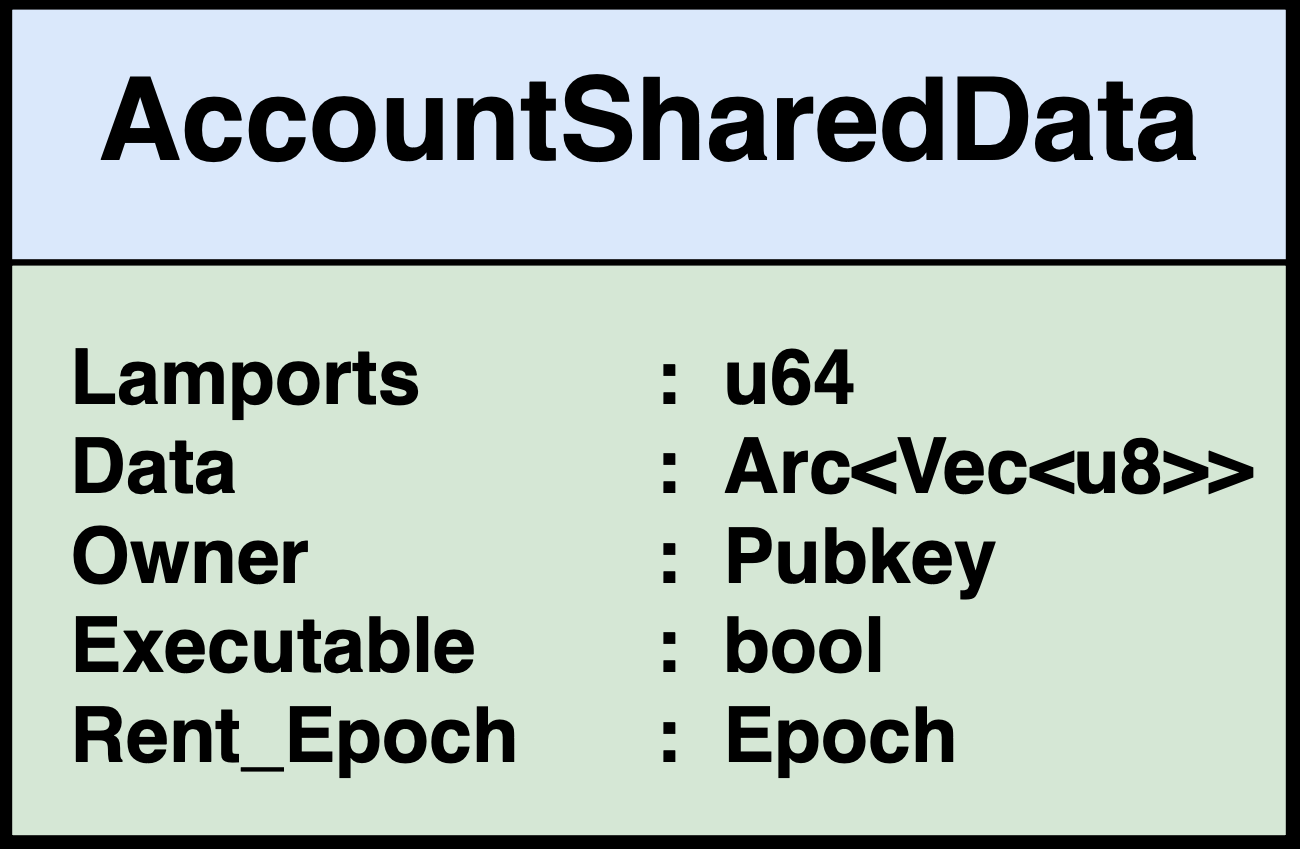 AccountSharedData
Lamports : u64
Data : Arc<Vec<u8>>
Owner : Pubkey
Executable : bool
Rent_Epoch : Epoch